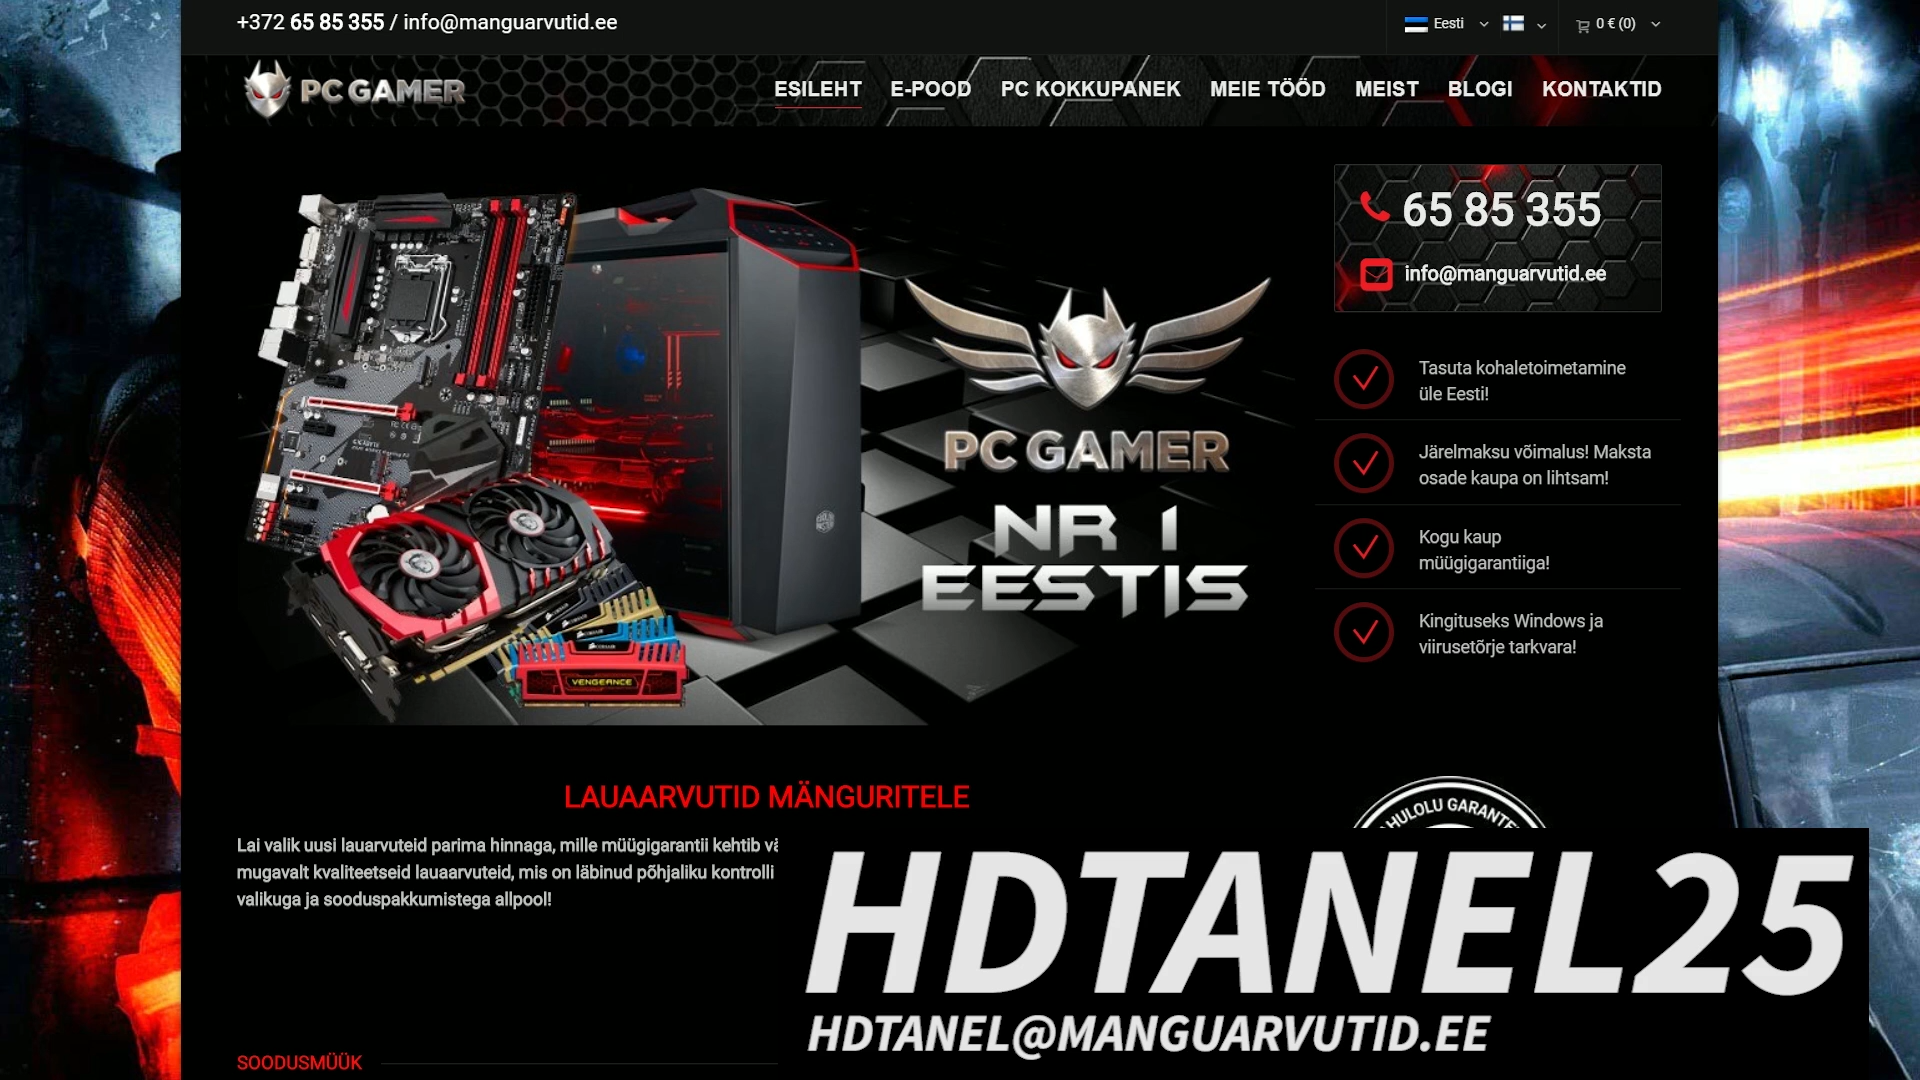 +372 65 85 355 / info@manguarvutid.ee
Eesti
0 € (0)
PC GAMER
ESILEHT E-POOD PC KOKKUPANEK MEIE TÖÖD MEIST BLOGI KONTAKTID
65 85 355
info@manguarvutid.ee
PC GAMER
NR 1
EESTIS
VENGEANCE
Tasuta kohaletoimetamine
üle Eesti!
Järelmaksu võimalus! Maksta
osade kaupa on lihtsam!
Kogu kaup
müügigarantiiga!
Kingituseks Windows ja
viirusetõrje tarkvara!
LAUAARVUTID MÄNGURITELE
Lai valik uusi lauarvuteid parima hinnaga, mille müügigarantii kehtib
mugavalt kvaliteetseid lauaarvuteid, mis on läbinud põhjaliku kontrolli
valikuga ja sooduspakkumistega allpool!
HDTANEL25
HDTANEL@MANGUARVUTID.EE
SOODUSMÜÜK